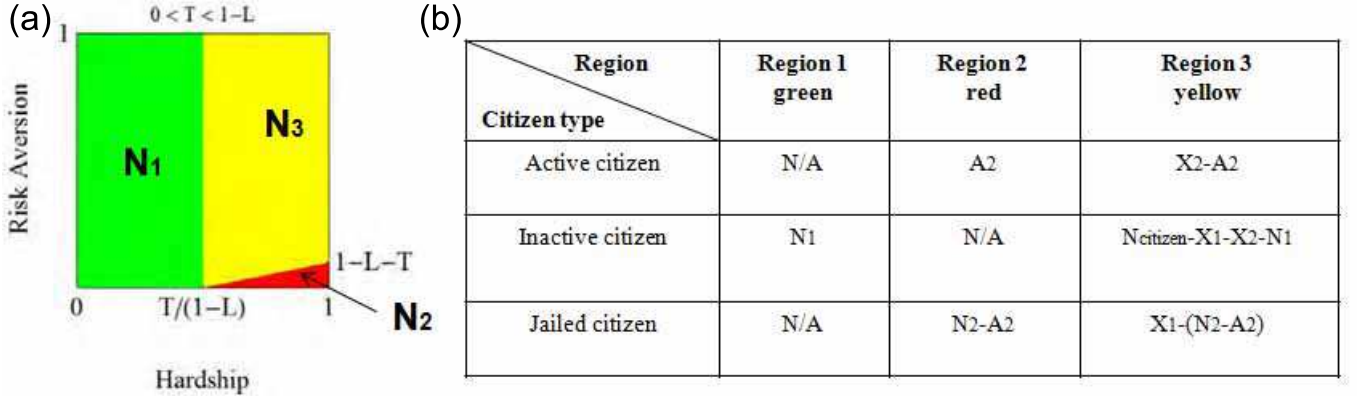 (a)
0 < T < 1−L
1
Risk Aversion
N1
N3
1−L−T
0
T/(1−L)
1
N2
Hardship
(b)
Region
Citizen type
Region 1
green
Region 2
red
Region 3
yellow
Active citizen
N/A
A2
X2-A2
Inactive citizen
N1
N/A
Ncitizen-X1-X2-N1
Jailed citizen
N/A
N2-A2
X1-(N2-A2)